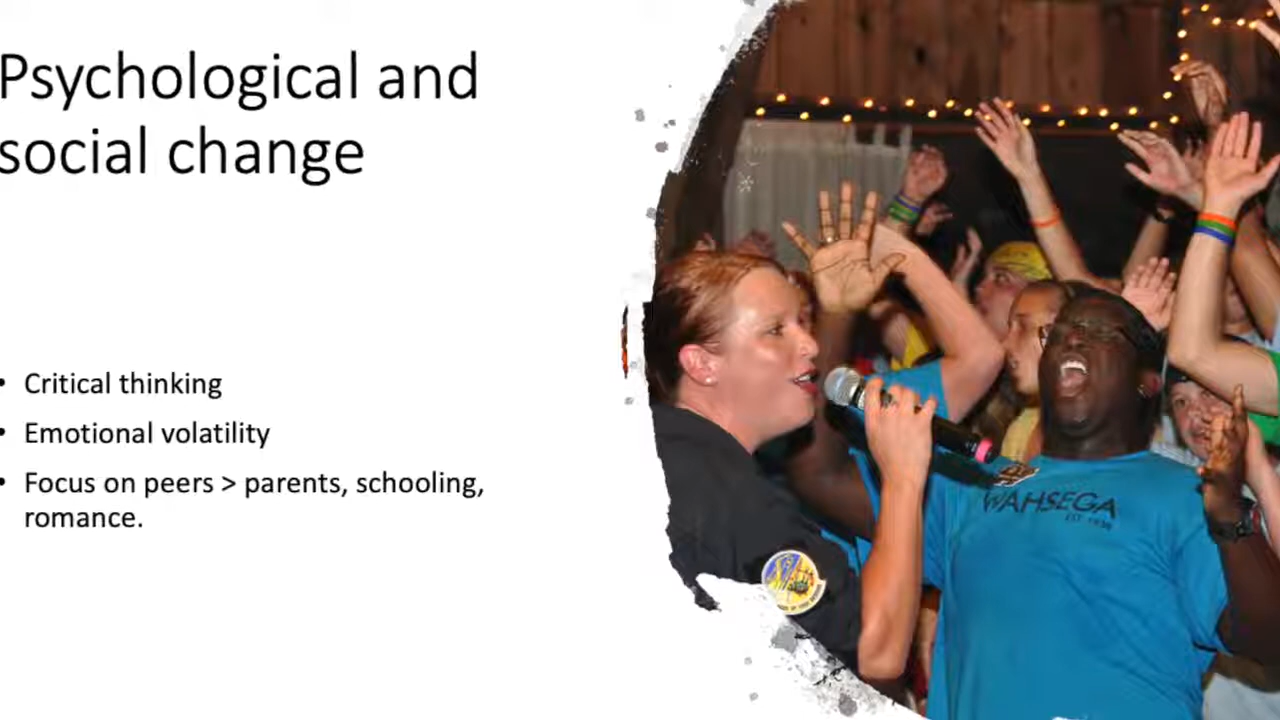 Psychological and
social change
• Critical thinking
• Emotional volatility
• Focus on peers > parents, schooling,
romance.
WAHSEGA